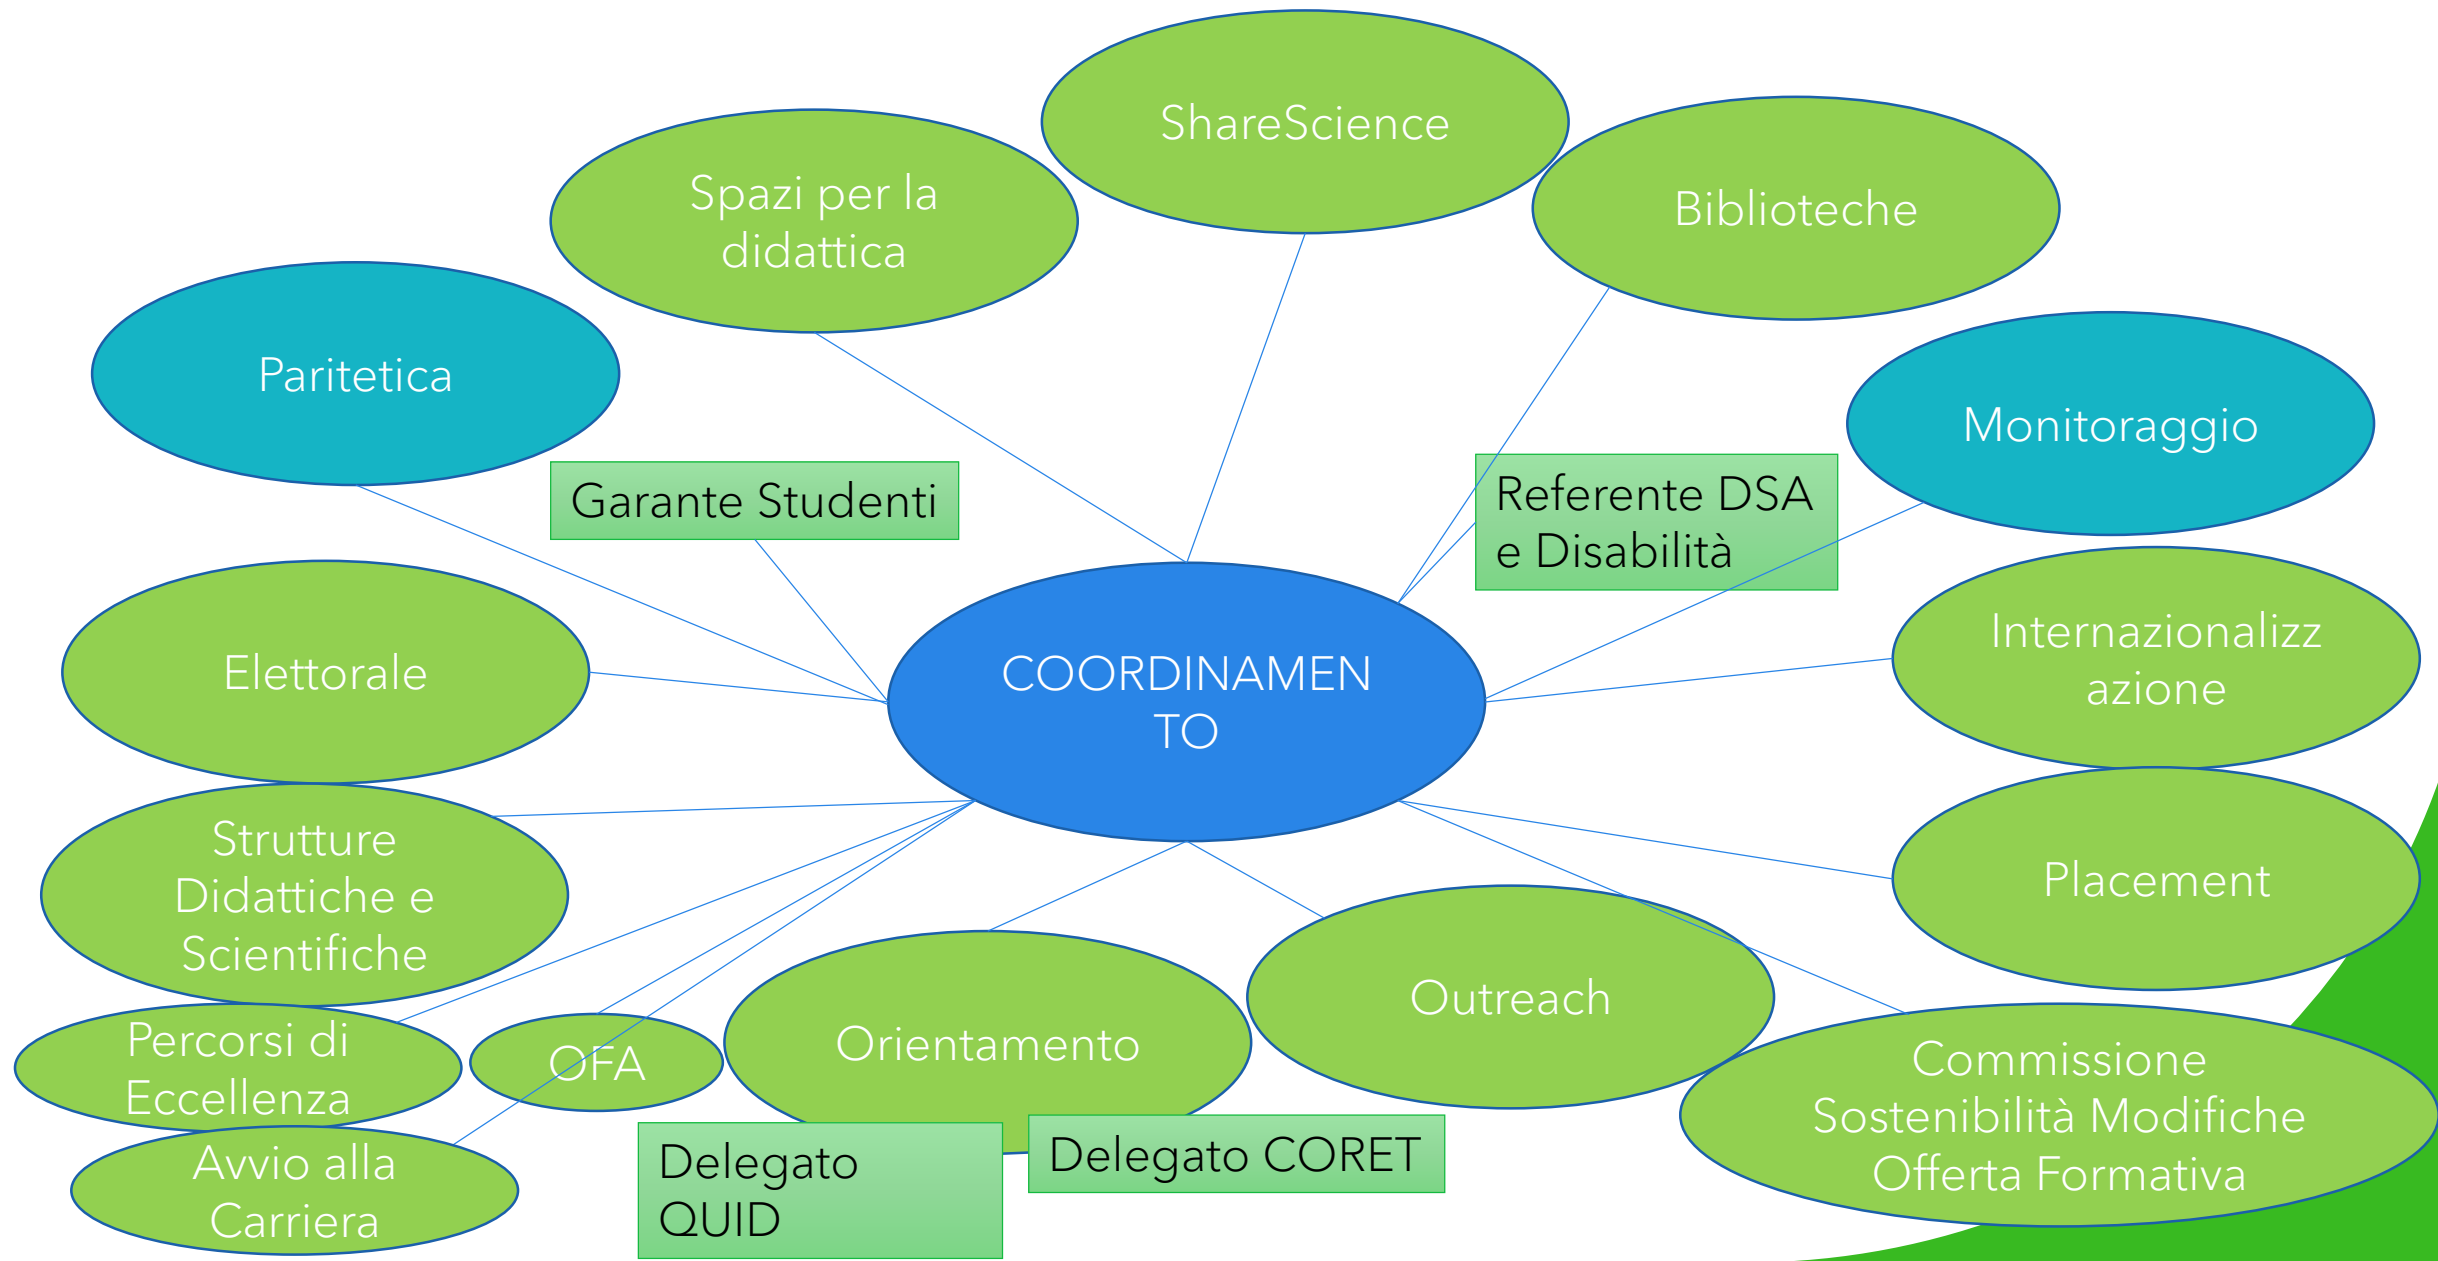 ShareScience
Spazi per la
didattica
Biblioteche
Paritetica
Monitoraggio
Garante Studenti
Referente DSA
e Disabilità
Elettorale
COORDINAMEN
TO
Internazionalizz
azione
Strutture
Didattiche e
Scientifiche
Placement
Percorsi di
Eccellenza
OFA
Orientamento
Outreach
Commissione
Sostenibilità Modifiche
Offerta Formativa
Avvio alla
Carriera
Delegato
QUID
Delegato CORET